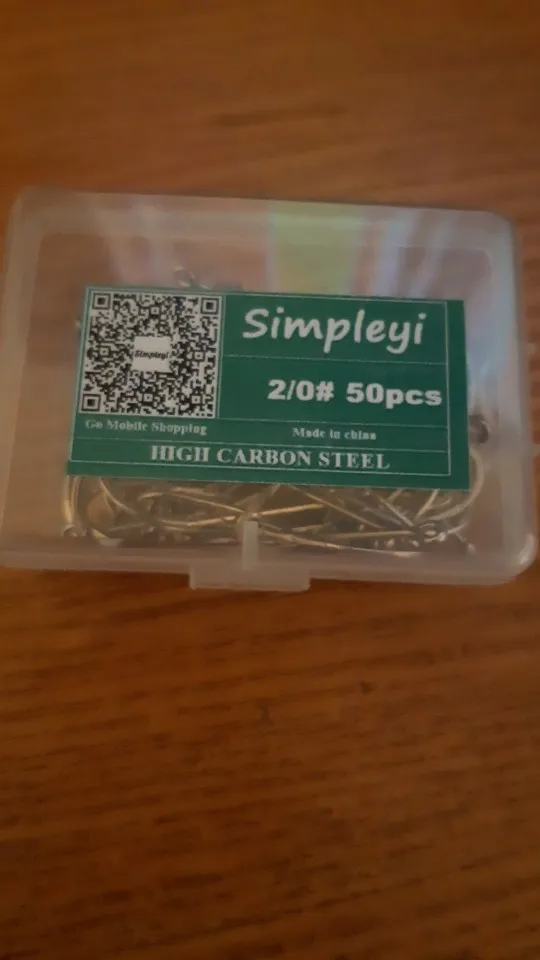 Simpleyi
Simpleyi
2/0# 50pcs
Go Mobile Shopping
Made in china
HIGH CARBON STEEL